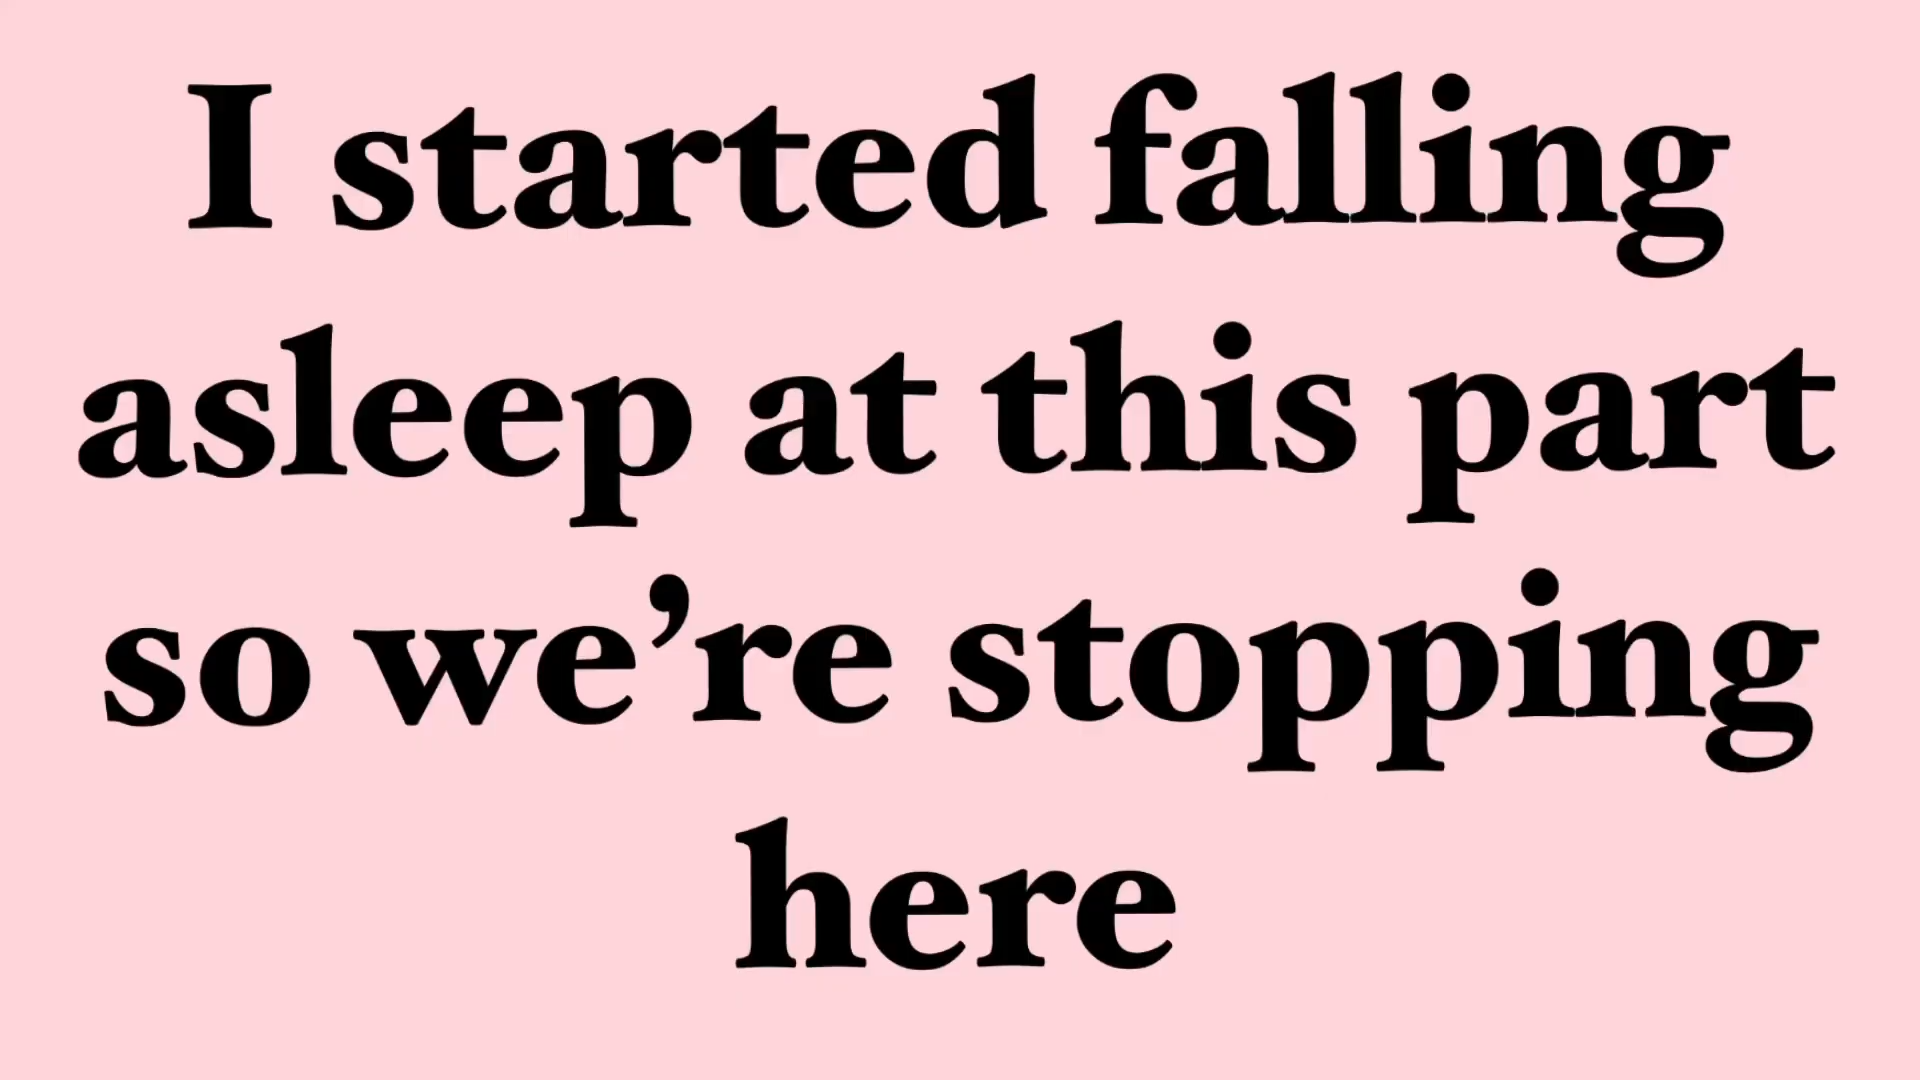 I started falling
asleep at this part
so we’re stopping
here